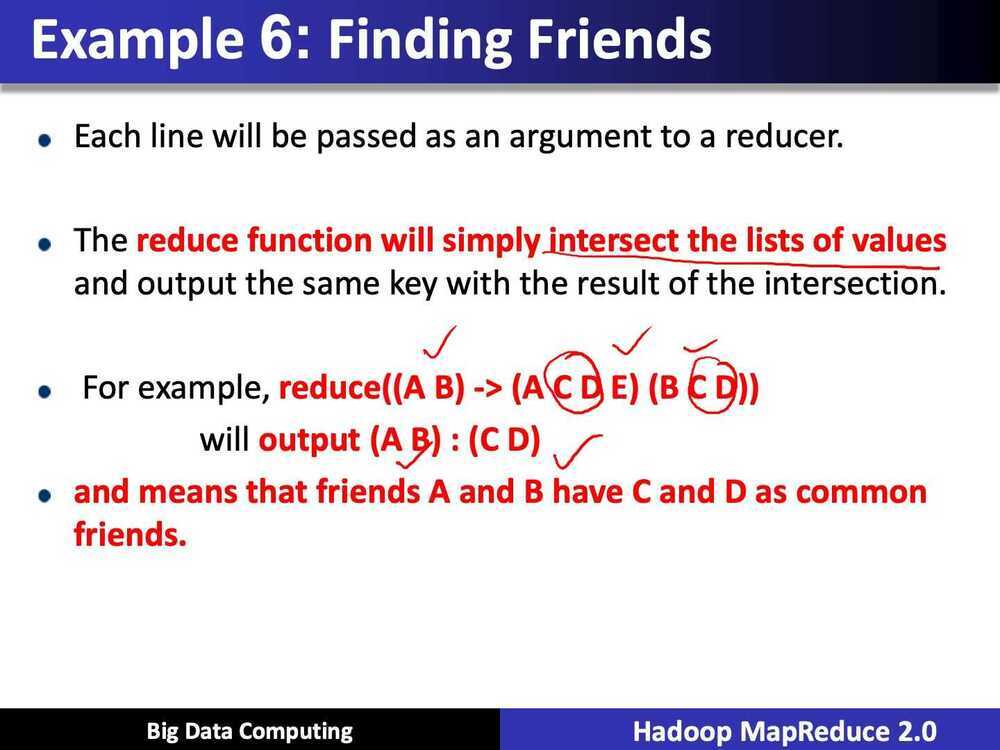 Example 6: Finding Friends
Each line will be passed as an argument to a reducer.
The reduce function will simply intersect the lists of values
and output the same key with the result of the intersection.
For example, reduce((A B) -> (A C D E) (B C D))
will output (A B) : (C D)
and means that friends A and B have C and D as common
friends.
Big Data Computing
Hadoop MapReduce 2.0